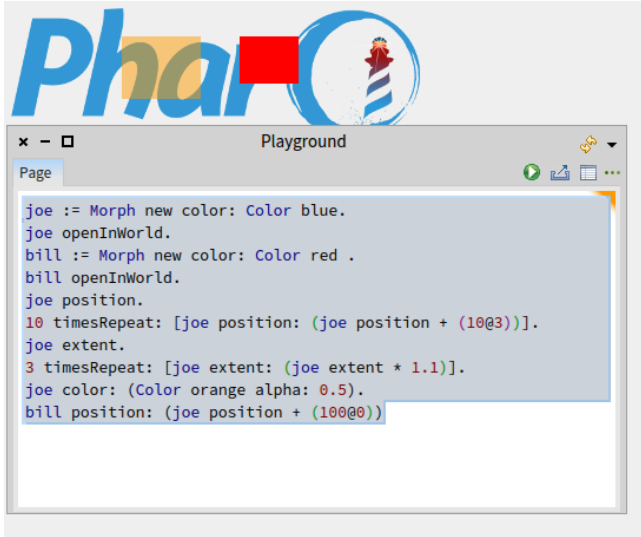 Pharo
Playground
Page
joe := Morph new color: Color blue.
joe openInWorld.
bill := Morph new color: Color red .
bill openInWorld.
joe position.
10 timesRepeat: [joe position: (joe position + (10@3))].
joe extent.
3 timesRepeat: [joe extent: (joe extent * 1.1)].
joe color: (Color orange alpha: 0.5).
bill position: (joe position + (100@0))